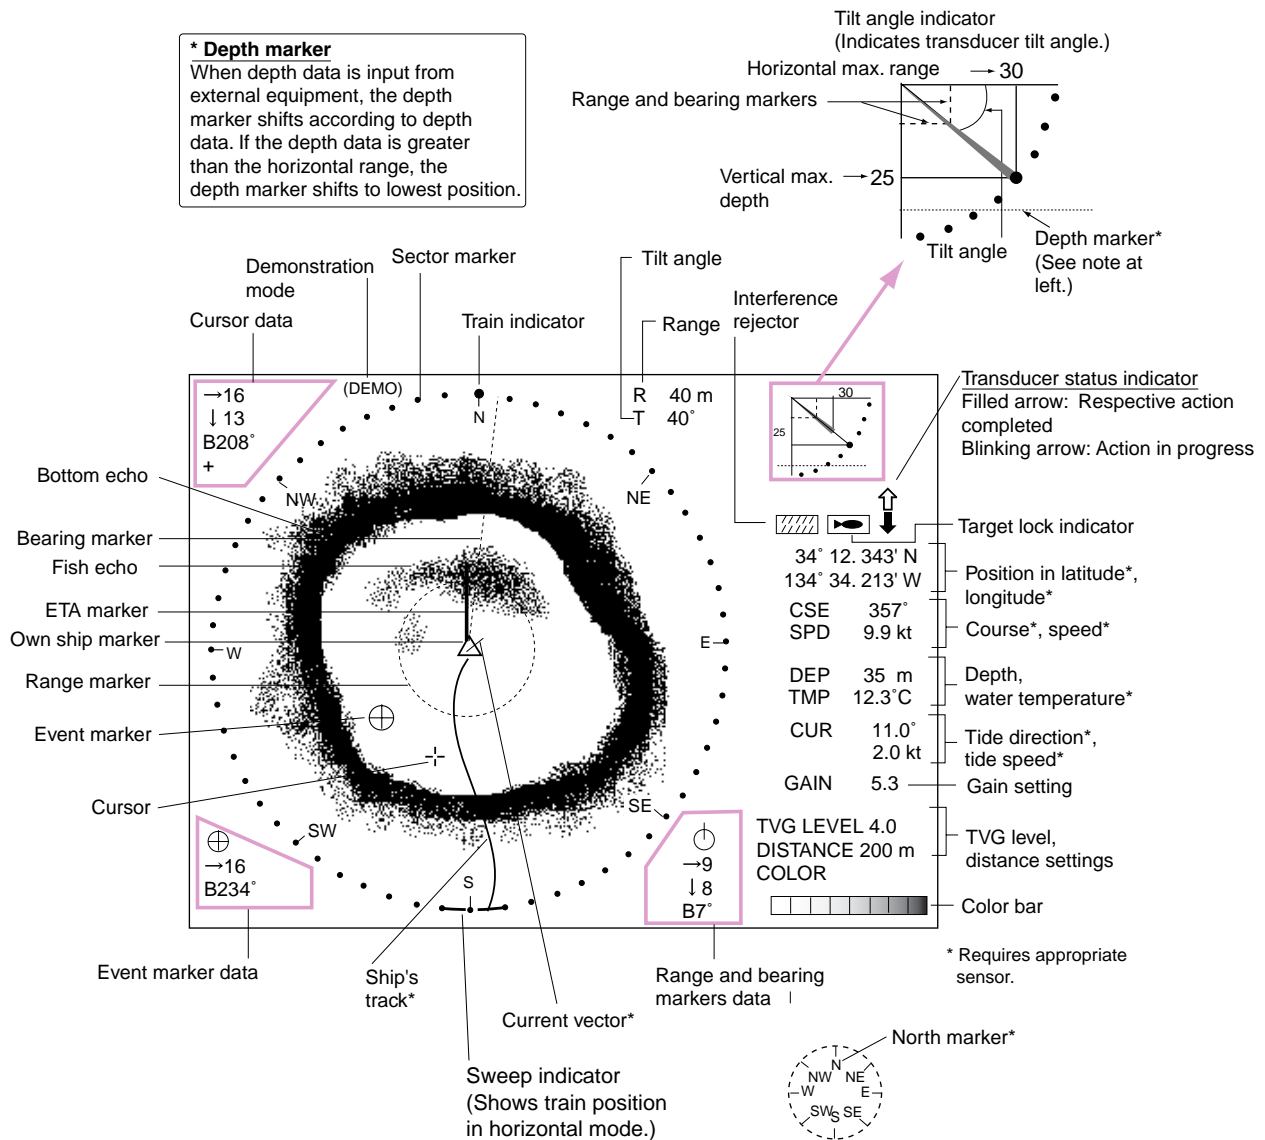 Tilt angle indicator
(Indicates transducer tilt angle.)
* Depth marker
When depth data is input from
external equipment, the depth
marker shifts according to depth
data. If the depth data is greater
than the horizontal range, the
depth marker shifts to lowest position.
Horizontal max. range → 30
Range and bearing markers
Vertical max.
depth
→ 25
Tilt angle
Depth marker*
(See note at
left.)
Demonstration
mode
Sector marker
Tilt angle
Cursor data
Train indicator
Range
Interference
rejector
→16
↓ 13
B208°
+
(DEMO)
N
R 40 m
T 40°
30
25
Transducer status indicator
Filled arrow: Respective action
completed
Blinking arrow: Action in progress
Bottom echo
NW
NE
Bearing marker
Target lock indicator
Fish echo
34° 12. 343' N
134° 34. 213' W
Position in latitude*,
longitude*
ETA marker
CSE 357°
SPD 9.9 kt
Course*, speed*
Own ship marker
W
E
Range marker
DEP 35 m
TMP 12.3°C
Depth,
water temperature*
Event marker
CUR 11.0°
2.0 kt
Tide direction*,
tide speed*
Cursor
GAIN 5.3
Gain setting
SW
SE
→16
B234°
S
→9
↓ 8
B7°
TVG LEVEL 4.0
DISTANCE 200 m
COLOR
TVG level,
distance settings
Color bar
Event marker data
Ship's
track*
Current vector*
Range and bearing
markers data
* Requires appropriate
sensor.
Sweep indicator
(Shows train position
in horizontal mode.)
North marker*
N
NW
NE
W
E
SW
S
SE